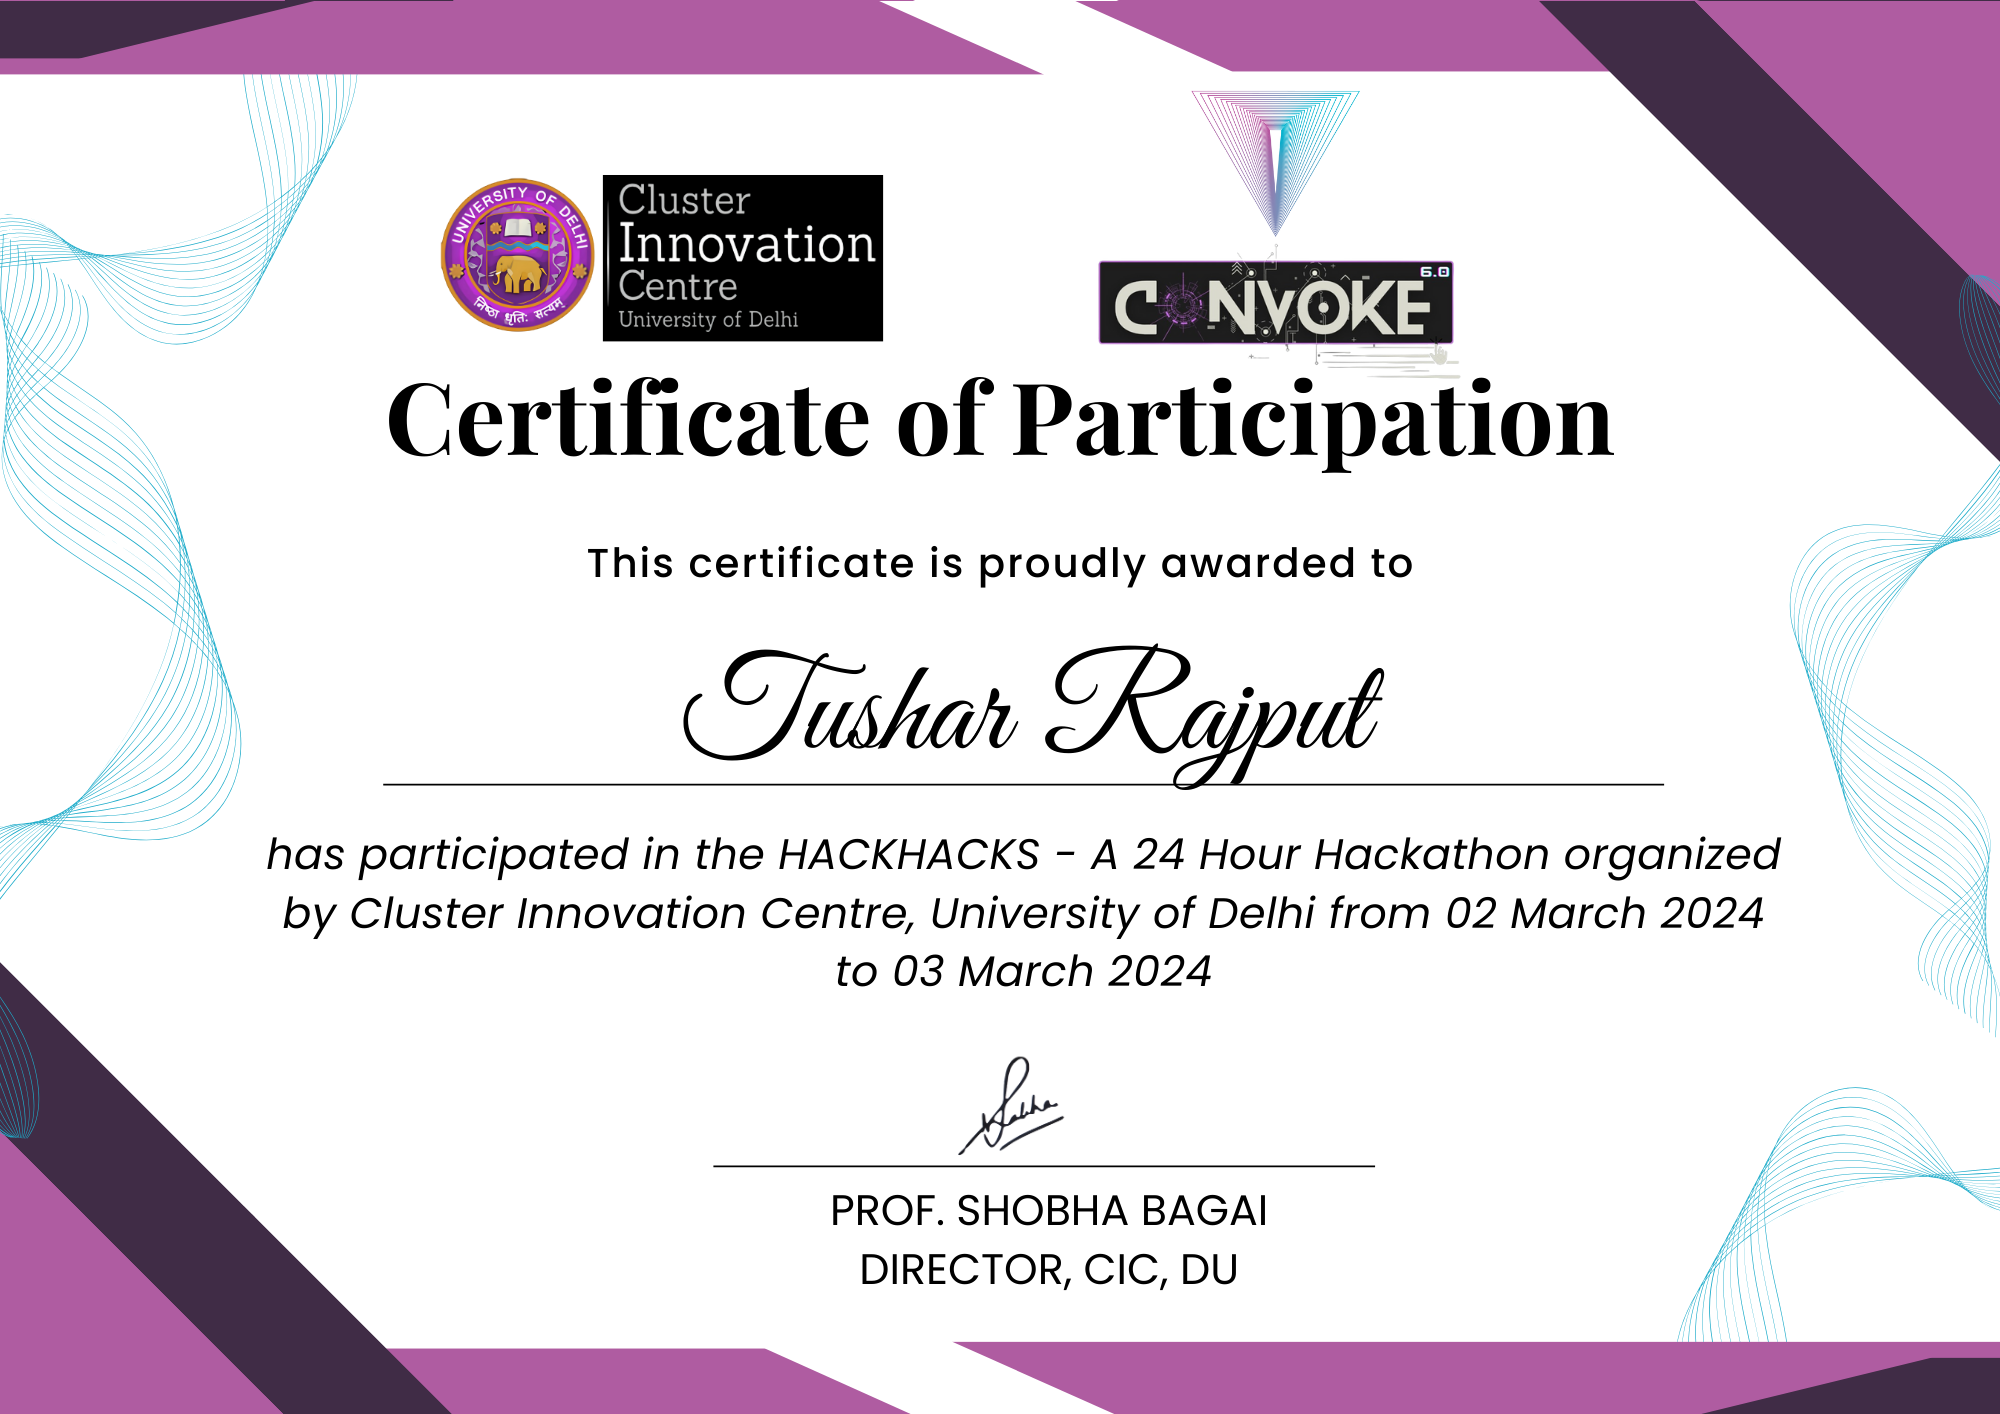 UNIVERSITY OF DELHI
निष्ठा धृति: सत्यम्
Cluster
Innovation
Centre
University of Delhi
CONVOKE 6.0
Certificate of Participation
This certificate is proudly awarded to
Tushar Rajput
has participated in the HACKHACKS - A 24 Hour Hackathon organized
by Cluster Innovation Centre, University of Delhi from 02 March 2024
to 03 March 2024
Shobha
PROF. SHOBHA BAGAI
DIRECTOR, CIC, DU